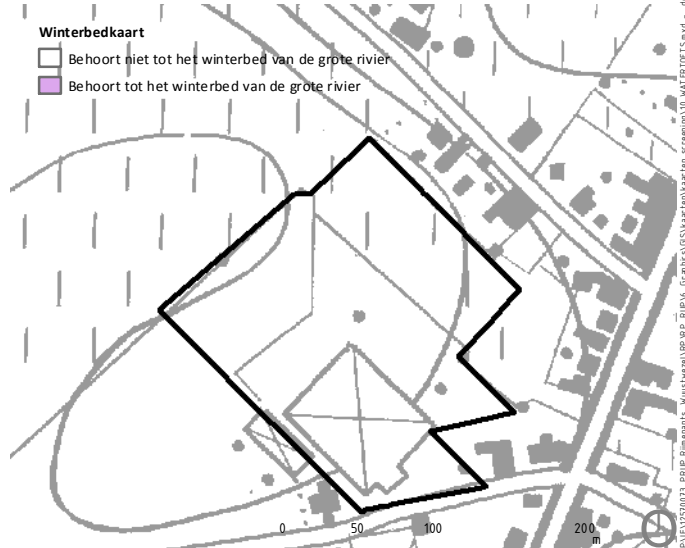 Winterbedkaart
Behoort niet tot het winterbed van de grote rivier
Behoort tot het winterbed van de grote rivier
0 50 100 200
m